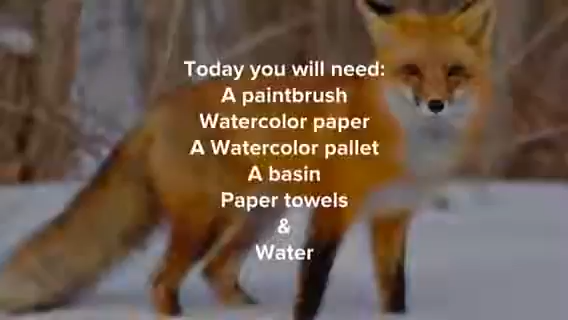 Today you will need:
A paintbrush
Watercolor paper
A Watercolor pallet
A basin
Paper towels
&
Water